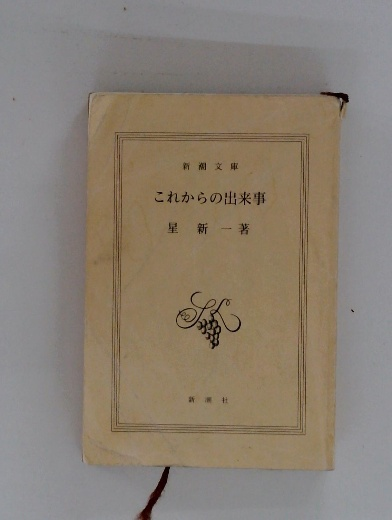 新潮文庫
これからの出来事
星 新 一 著
新潮社